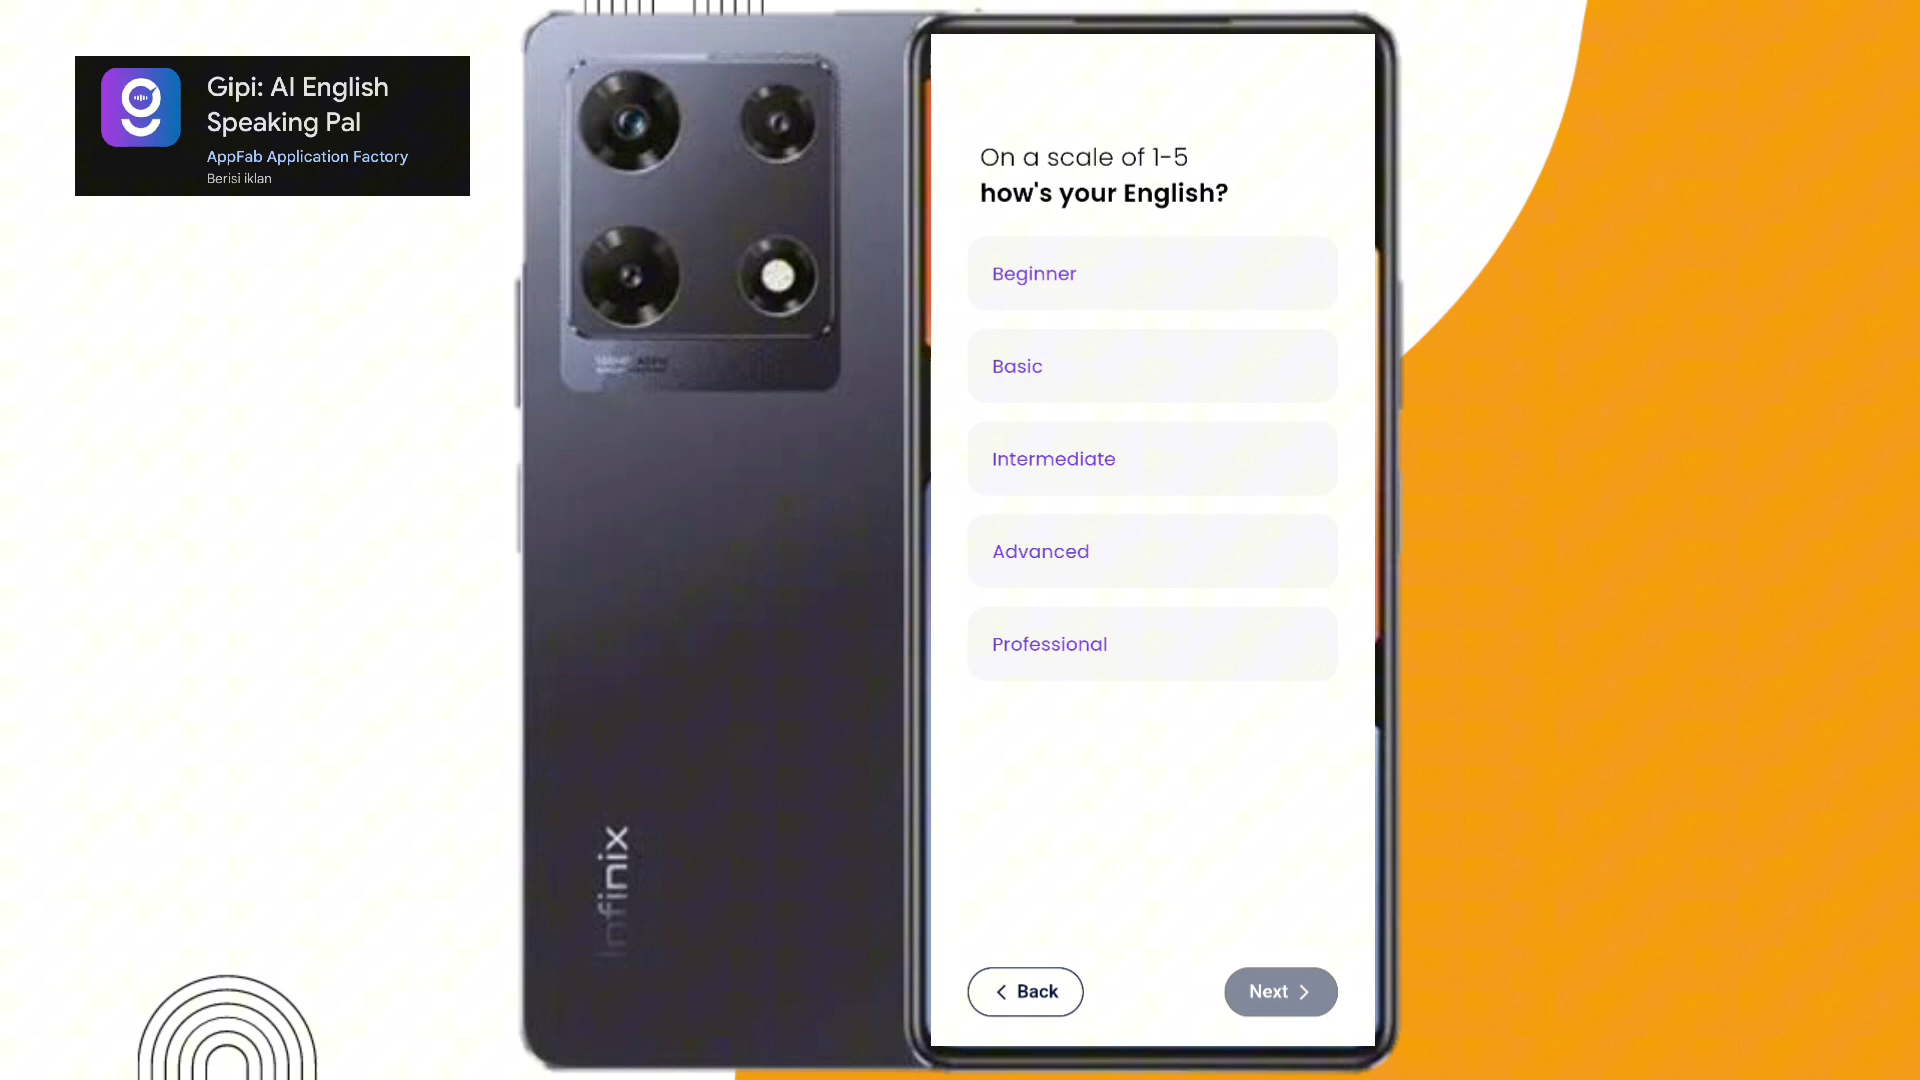 Gipi: AI English
Speaking Pal
AppFab Application Factory
Berisi iklan
On a scale of 1-5
how's your English?
Beginner
Basic
Intermediate
Advanced
Professional
Back
Next
Infinix